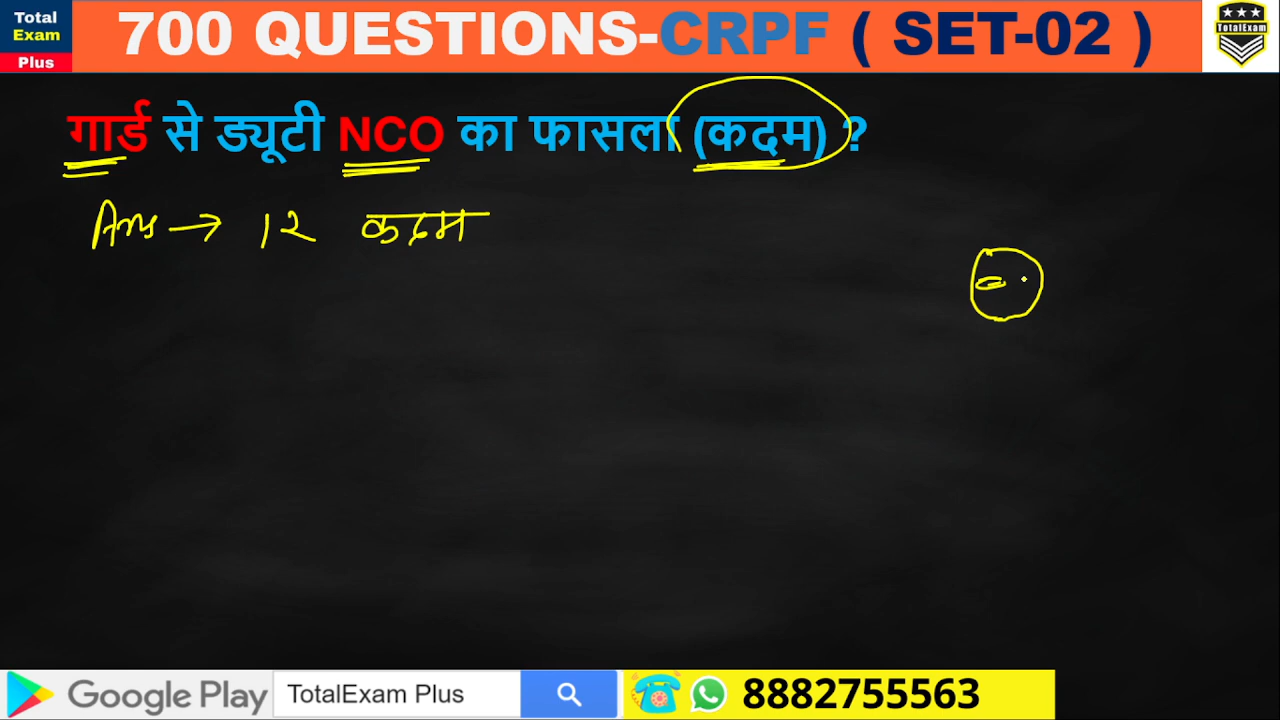 Total
Exam
Plus
700 QUESTIONS-CRPF ( SET-02 )
TotalExam
गार्ड से ड्यूटी NCO का फासला (कदम) ?
Ans → 12 कदम
Google Play
TotalExam Plus
8882755563